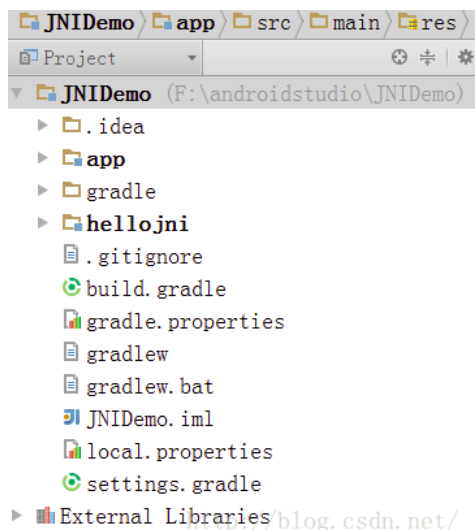 JNIDemo app src main res
Project
JNIDemo (F:\androidstudio\JNIDemo)
.idea
app
gradle
hellojni
.gitignore
build.gradle
gradle.properties
gradlew
gradlew.bat
JNIDemo.iml
local.properties
settings.gradle
External Libraries
http://blog.csdn.net/